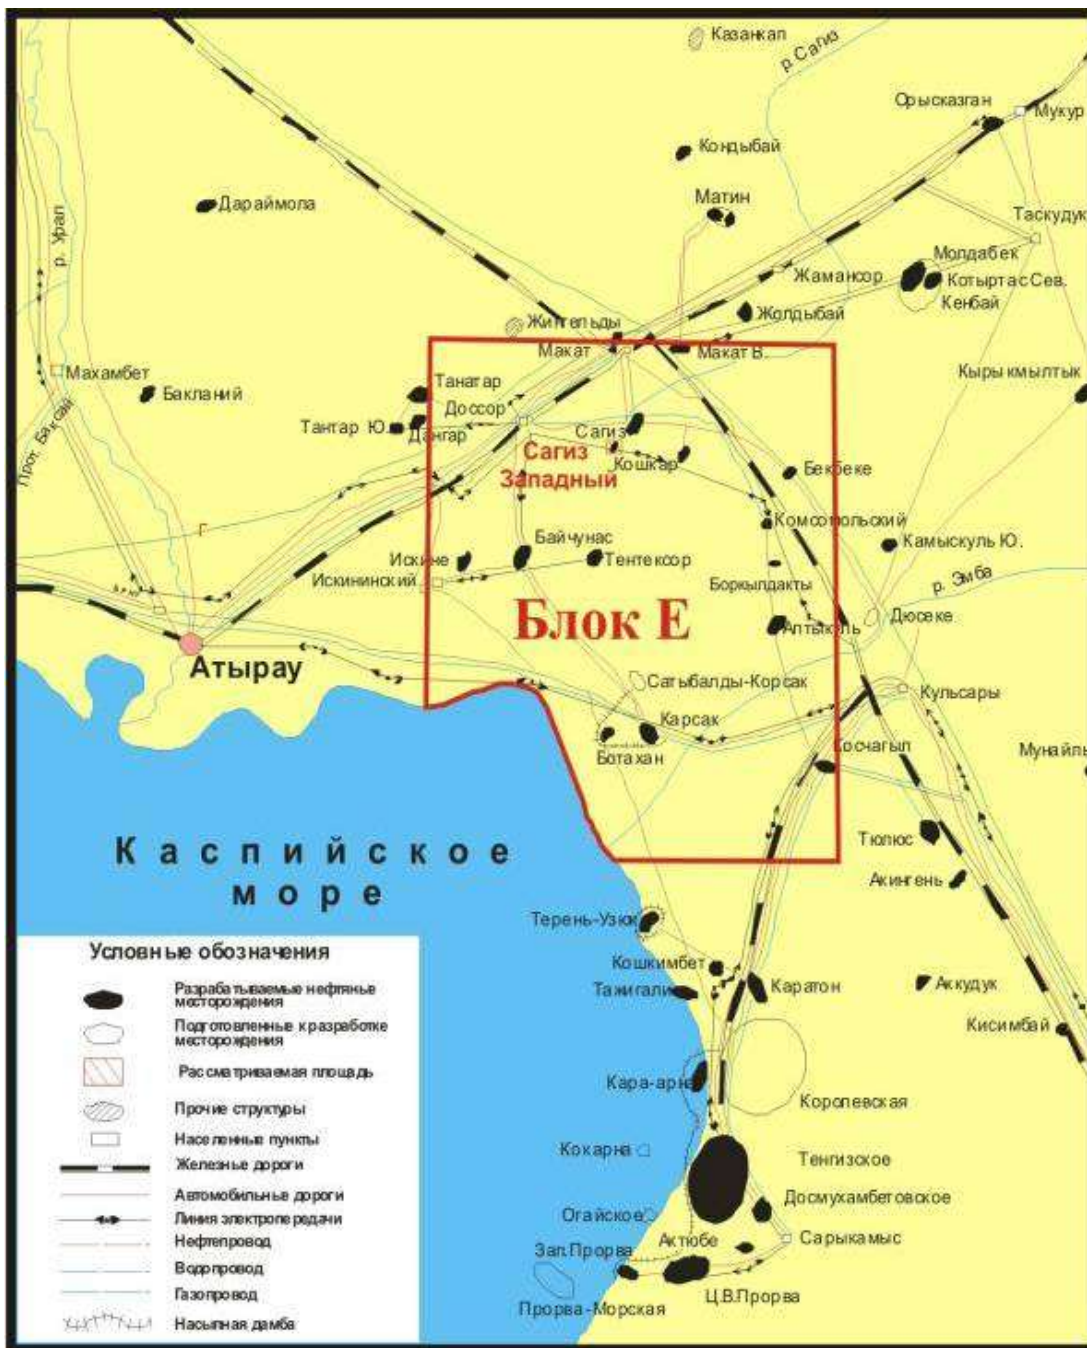 Казанкап
р. Сагиз
Орысказган
Мукур
Кондыбай
Дараймола
Матин
Таскудук
р. Урал
Молдабек
Жамансор
Котыртас Сев.
Кенбай
Жолдыбай
Жингельды
Макат
Макат В.
Махамбет
Бакланий
Танатар
Кырыкмылтык
Доссор
Тантар Ю.
Дангар
Сагиз
Прот. Баксай
Сагиз
Западный
Кошкар
Бекбеке
Г
Комсомольский
Байчунас
Камыскуль Ю.
Искине
Тентексор
Искининский
Боркылдакты
р. Эмба
Блок Е
Дюсеке
Алтыкуль
Атырау
Сатыбалды-Корсак
Кульсары
Карсак
Ботахан
Косчагыл
Мунайлы
Каспийское
море
Тюлюс
Акингень
Терень-Узюк
Кошкимбет
Тажигали
Каратон
Аккудук
Кисимбай
Кара-арна
Королевская
Кокарна
Тенгизское
Досмухамбетовское
Огайское
Актюбе
Сарыкамыс
Зап.Прорва
Ц.В.Прорва
Прорва-Морская
Условные обозначения
Разрабатываемые нефтяные
месторождения
Подготовленные к разработке
месторождения
Рассматриваемая площадь
Прочие структуры
Населенные пункты
Железные дороги
Автомобильные дороги
Линия электропередачи
Нефтепровод
Водопровод
Газопровод
Насыпная дамба